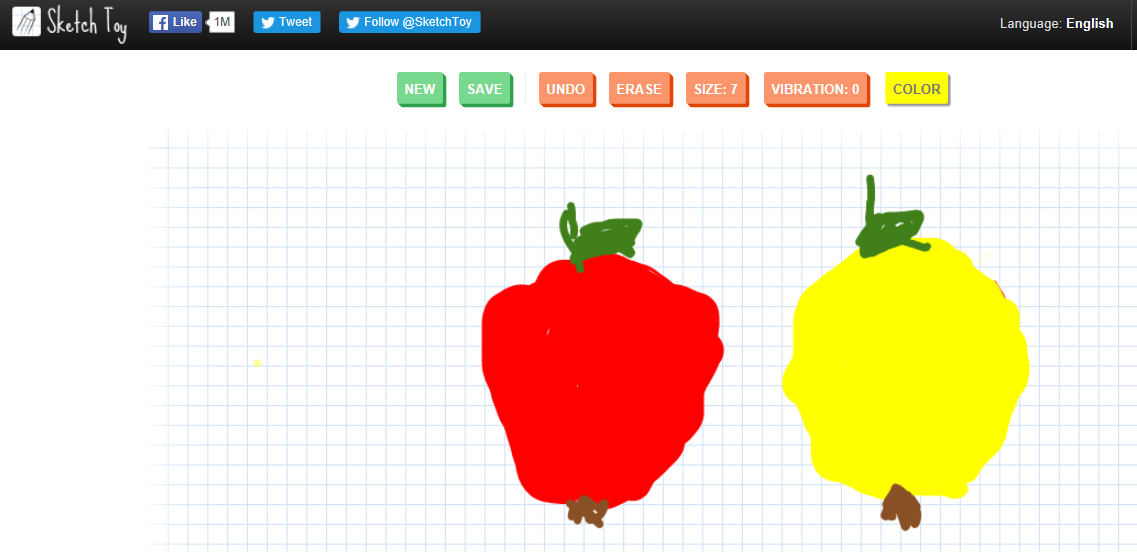 Sketch Toy
Like 1M Tweet Follow @SketchToy Language: English
NEW SAVE UNDO ERASE SIZE: 7 VIBRATION: 0 COLOR